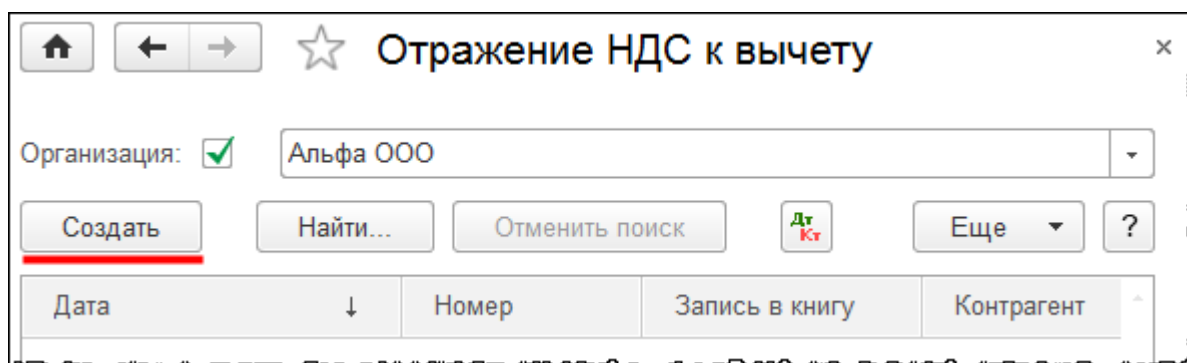 Отражение НДС к вычету
Организация: Альфа ООО
Создать Найти... Отменить поиск Дт Кт Еще ?
Дата Номер Запись в книгу Контрагент